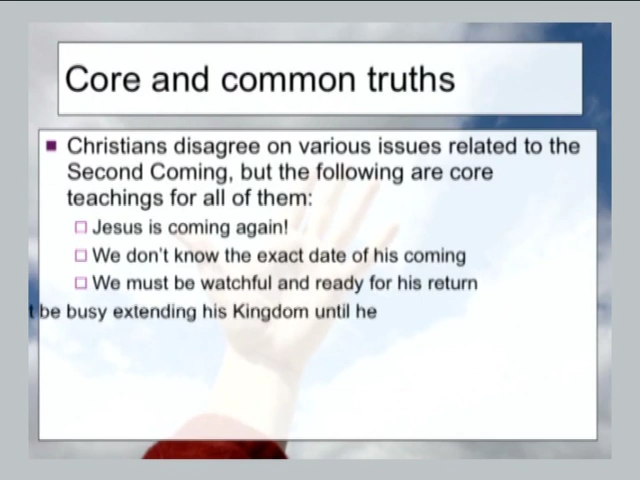 Core and common truths
Christians disagree on various issues related to the
Second Coming, but the following are core
teachings for all of them:
Jesus is coming again!
We don't know the exact date of his coming
We must be watchful and ready for his return
t be busy extending his Kingdom until he